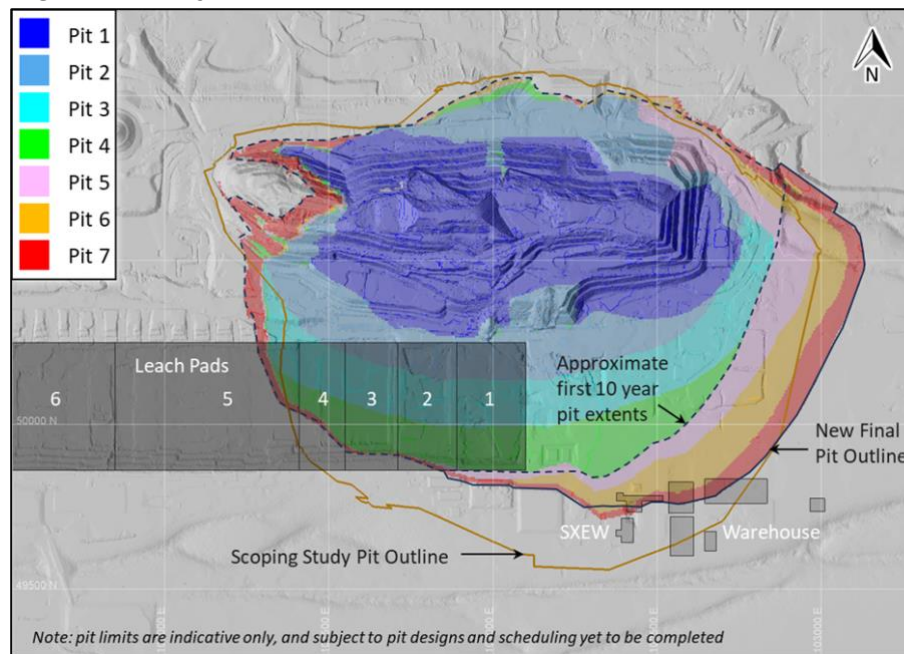 Pit 1
Pit 2
Pit 3
Pit 4
Pit 5
Pit 6
Pit 7
N
Leach Pads
6
5
4
3
2
1
Approximate
first 10 year
pit extents
50000 N
New Final
Pit Outline
SXEW
Warehouse
Scoping Study Pit Outline
49500 N
Note: pit limits are indicative only, and subject to pit designs and scheduling yet to be completed
103000 E